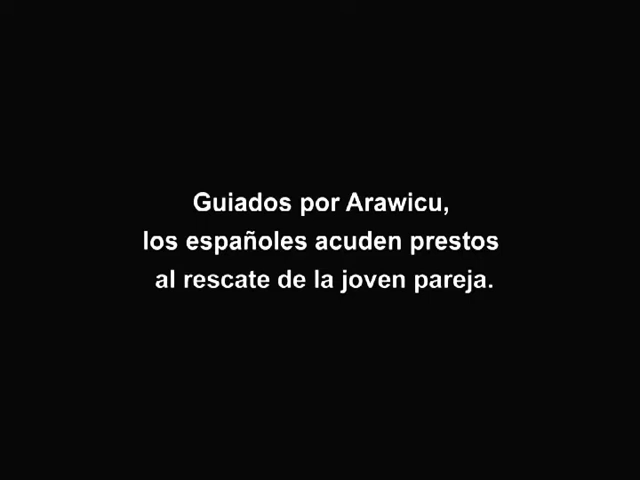 Guiados por Arawicu,
los españoles acuden prestos
al rescate de la joven pareja.